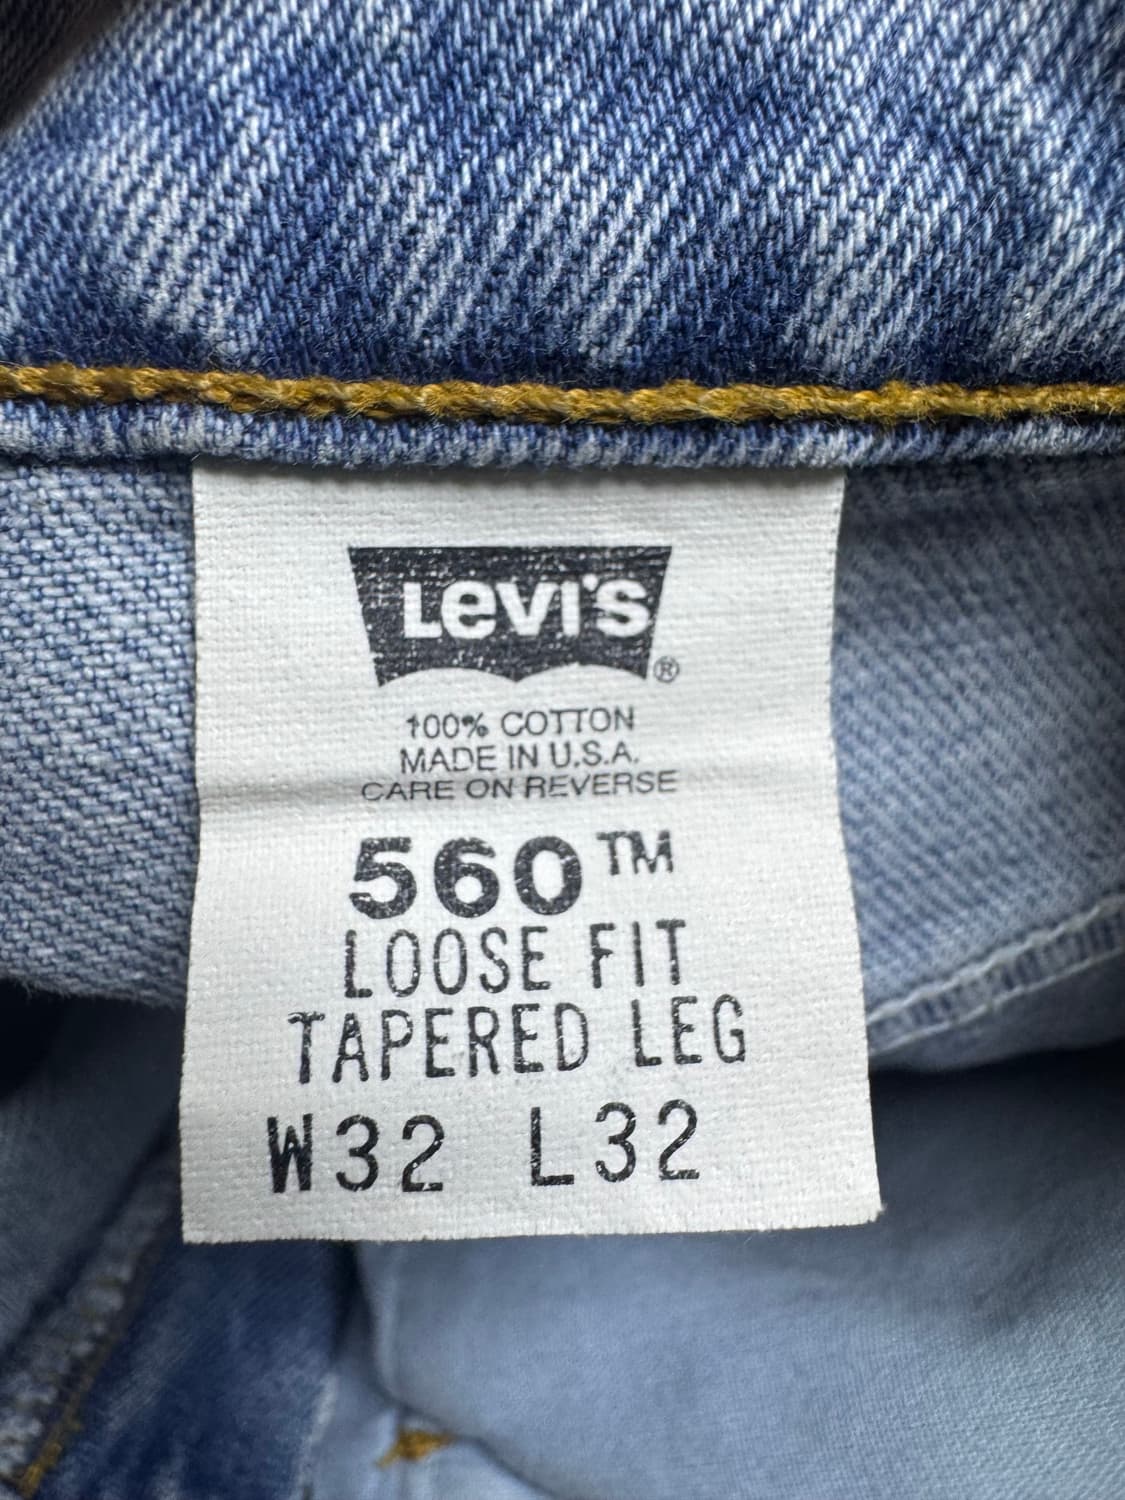 Levi's
®
100% COTTON
MADE IN U.S.A.
CARE ON REVERSE
560™
LOOSE FIT
TAPERED LEG
W32 L32